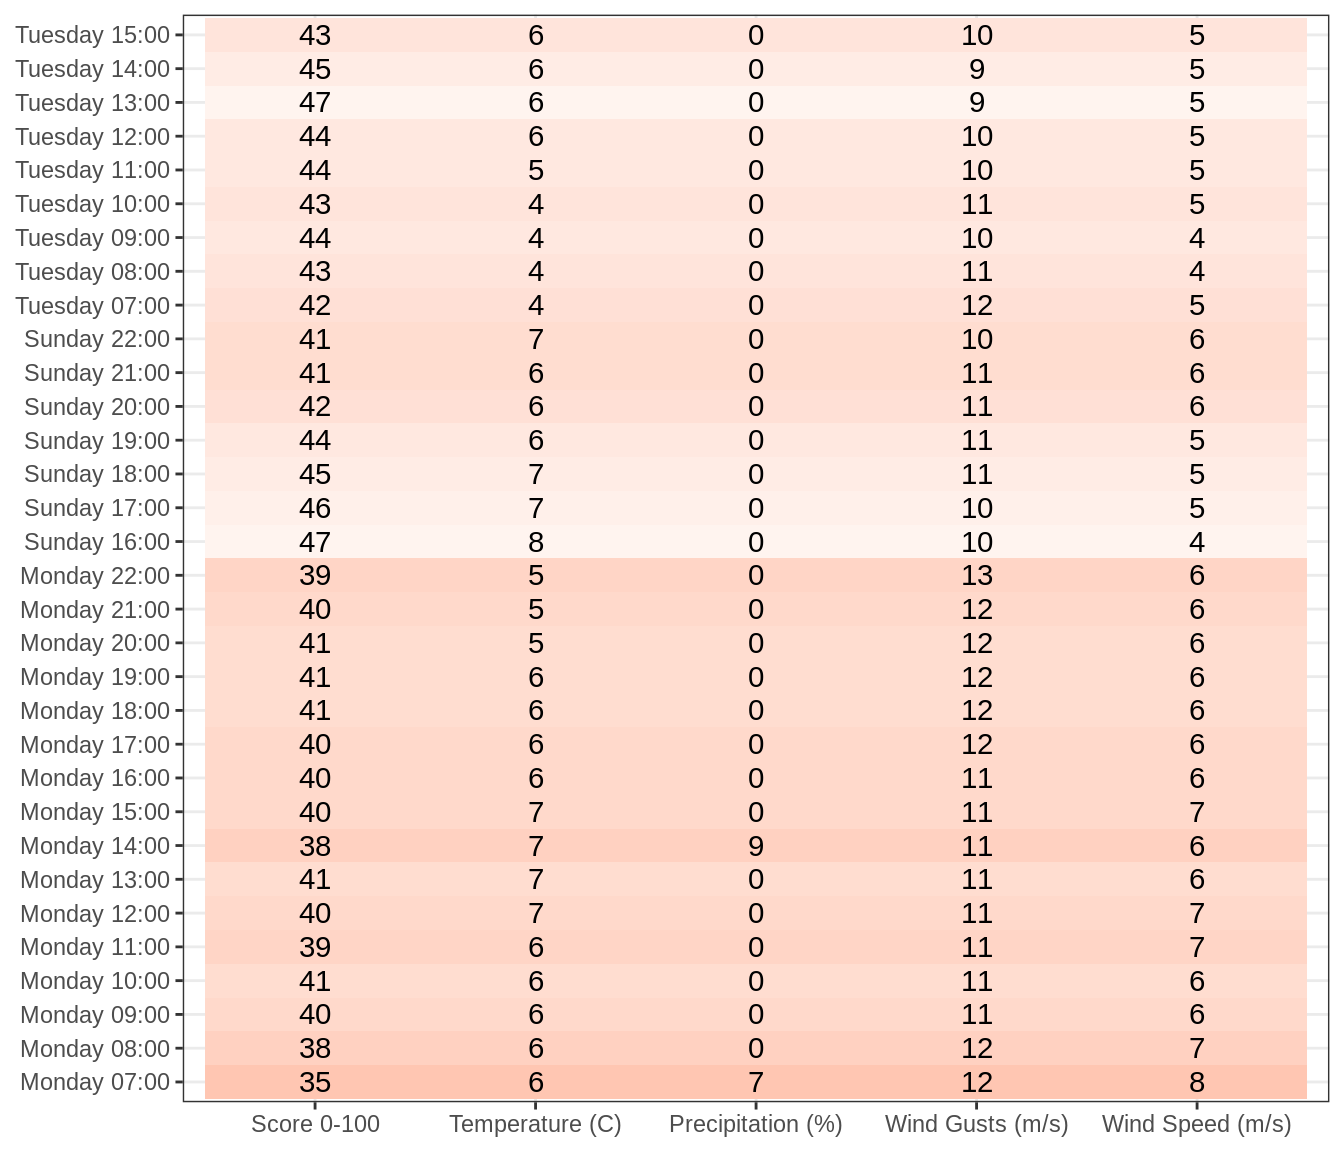 Tuesday 15:00 43 6 0 10 5
Tuesday 14:00 45 6 0 9 5
Tuesday 13:00 47 6 0 9 5
Tuesday 12:00 44 6 0 10 5
Tuesday 11:00 44 5 0 10 5
Tuesday 10:00 43 4 0 11 5
Tuesday 09:00 44 4 0 10 4
Tuesday 08:00 43 4 0 11 4
Tuesday 07:00 42 4 0 12 5
Sunday 22:00 41 7 0 10 6
Sunday 21:00 41 6 0 11 6
Sunday 20:00 42 6 0 11 6
Sunday 19:00 44 6 0 11 5
Sunday 18:00 45 7 0 11 5
Sunday 17:00 46 7 0 10 5
Sunday 16:00 47 8 0 10 4
Monday 22:00 39 5 0 13 6
Monday 21:00 40 5 0 12 6
Monday 20:00 41 5 0 12 6
Monday 19:00 41 6 0 12 6
Monday 18:00 41 6 0 12 6
Monday 17:00 40 6 0 12 6
Monday 16:00 40 6 0 11 6
Monday 15:00 40 7 0 11 7
Monday 14:00 38 7 9 11 6
Monday 13:00 41 7 0 11 6
Monday 12:00 40 7 0 11 7
Monday 11:00 39 6 0 11 7
Monday 10:00 41 6 0 11 6
Monday 09:00 40 6 0 11 6
Monday 08:00 38 6 0 12 7
Monday 07:00 35 6 7 12 8
Score 0-100 Temperature (C) Precipitation (%) Wind Gusts (m/s) Wind Speed (m/s)